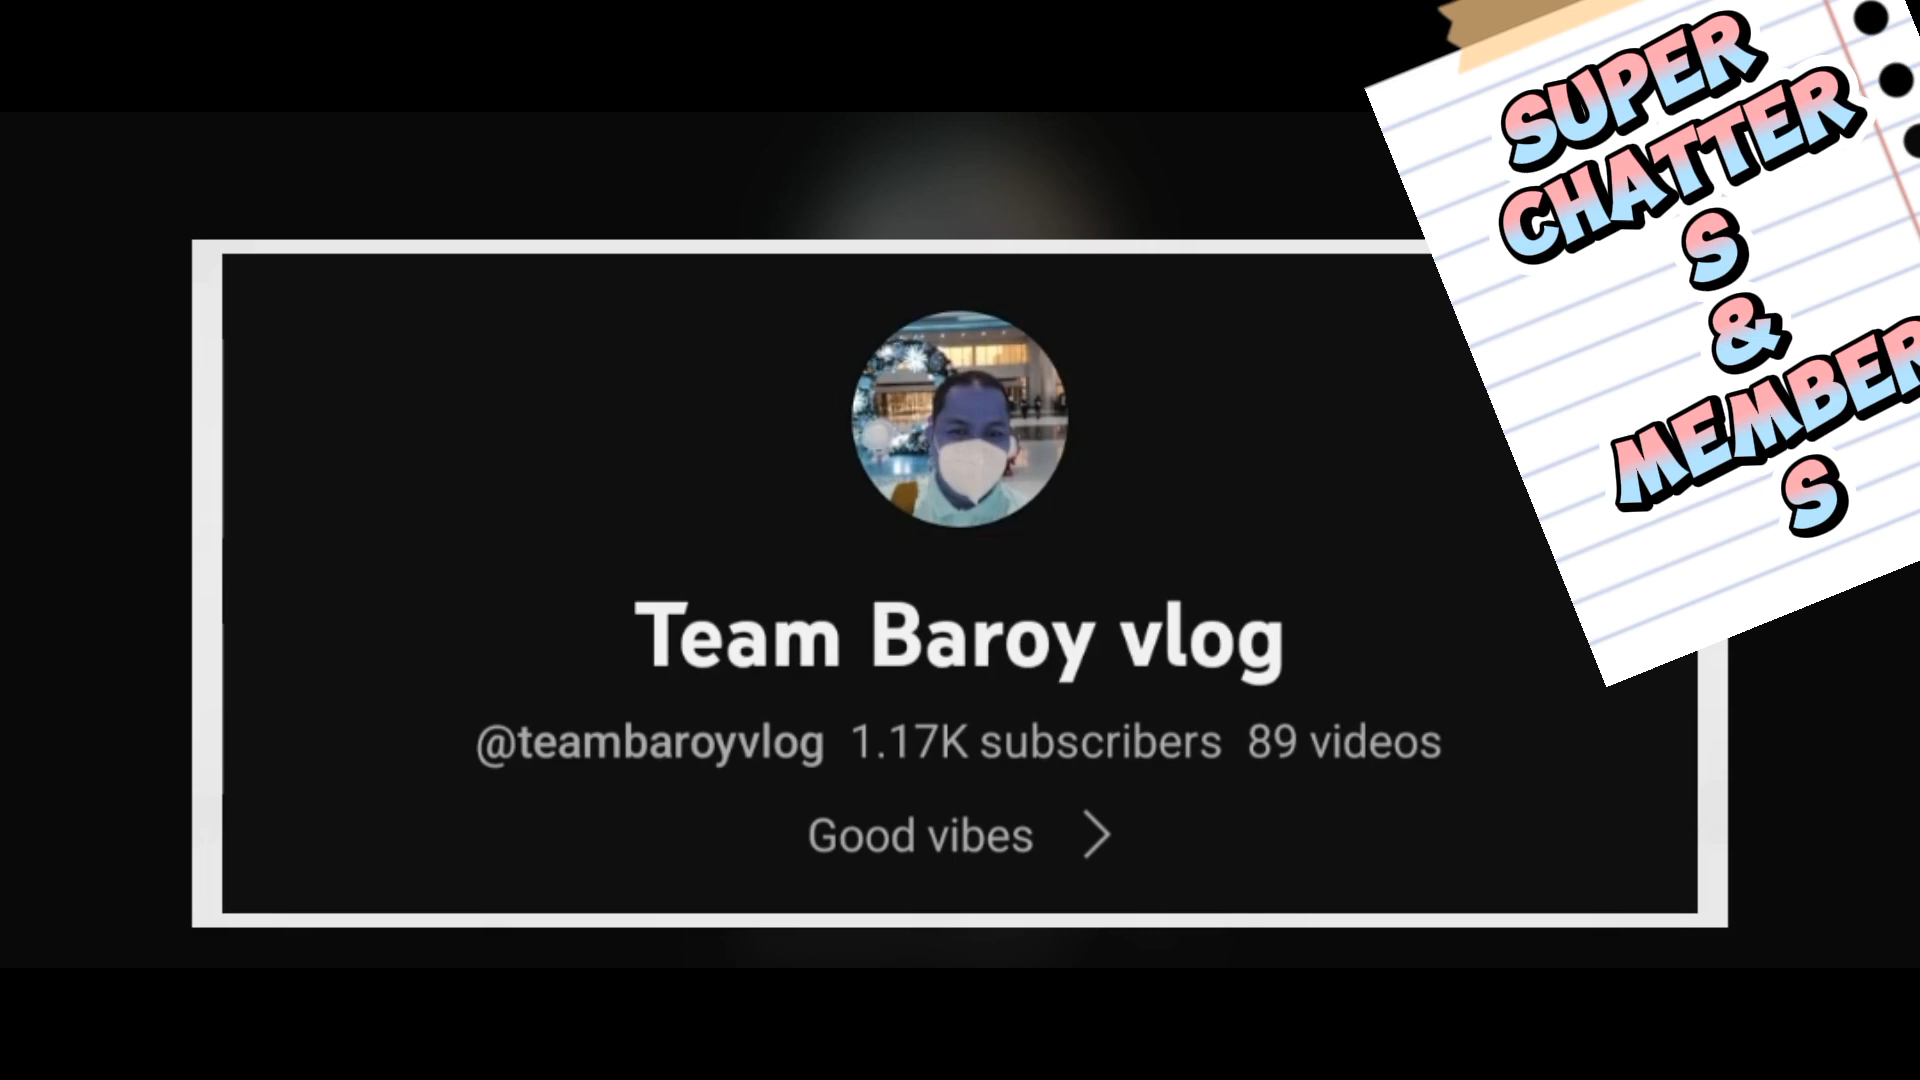 SUPER
CHATTER
S
&
MEMBER
S
Team Baroy vlog
@teambaroyvlog 1.17K subscribers 89 videos
Good vibes